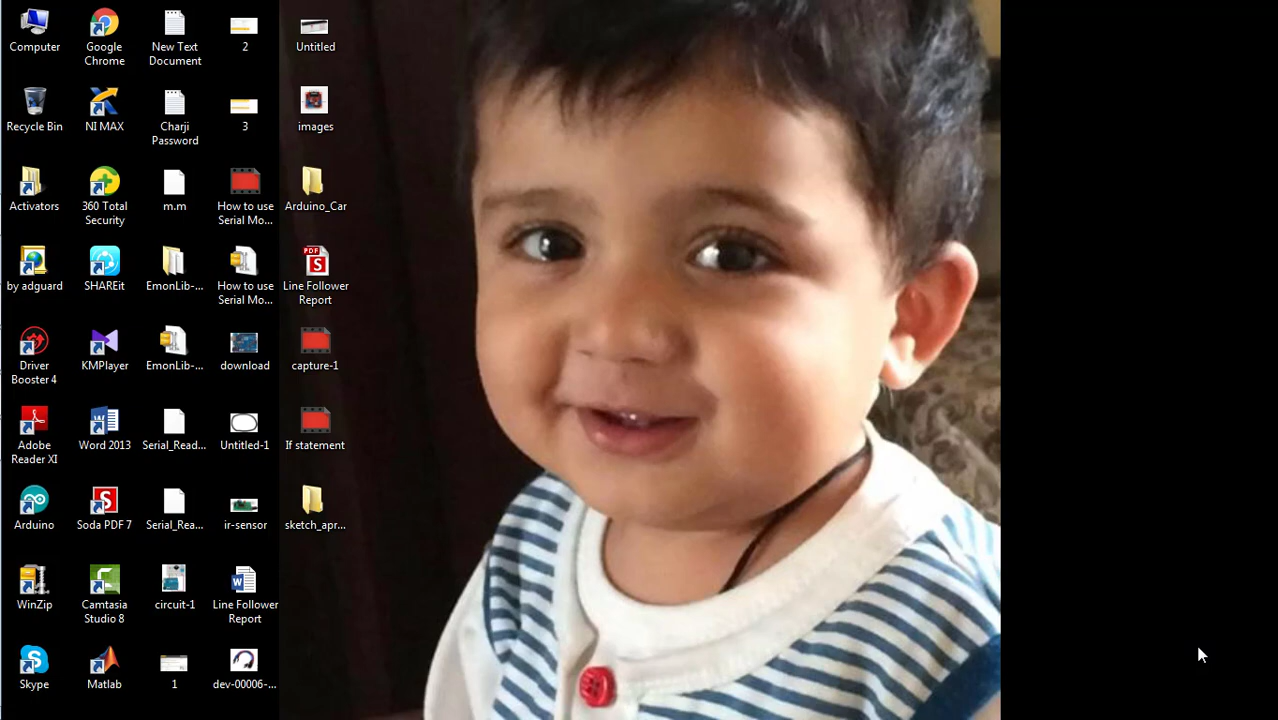 Computer
Google
Chrome
New Text
Document
2
Untitled
Recycle Bin
NI MAX
Charji
Password
3
images
Activators
360 Total
Security
m.m
How to use
Serial Mo...
Arduino_Car
by adguard
SHAREit
EmonLib-...
How to use
Serial Mo...
PDF
S
Line Follower
Report
Driver
Booster 4
KMPlayer
EmonLib-...
download
capture-1
Adobe
Reader XI
Word 2013
Serial_Read...
Untitled-1
If statement
Arduino
S
Soda PDF 7
Serial_Rea...
ir-sensor
sketch_apr...
WinZip
Camtasia
Studio 8
circuit-1
Line Follower
Report
Skype
Matlab
1
dev-00006-...